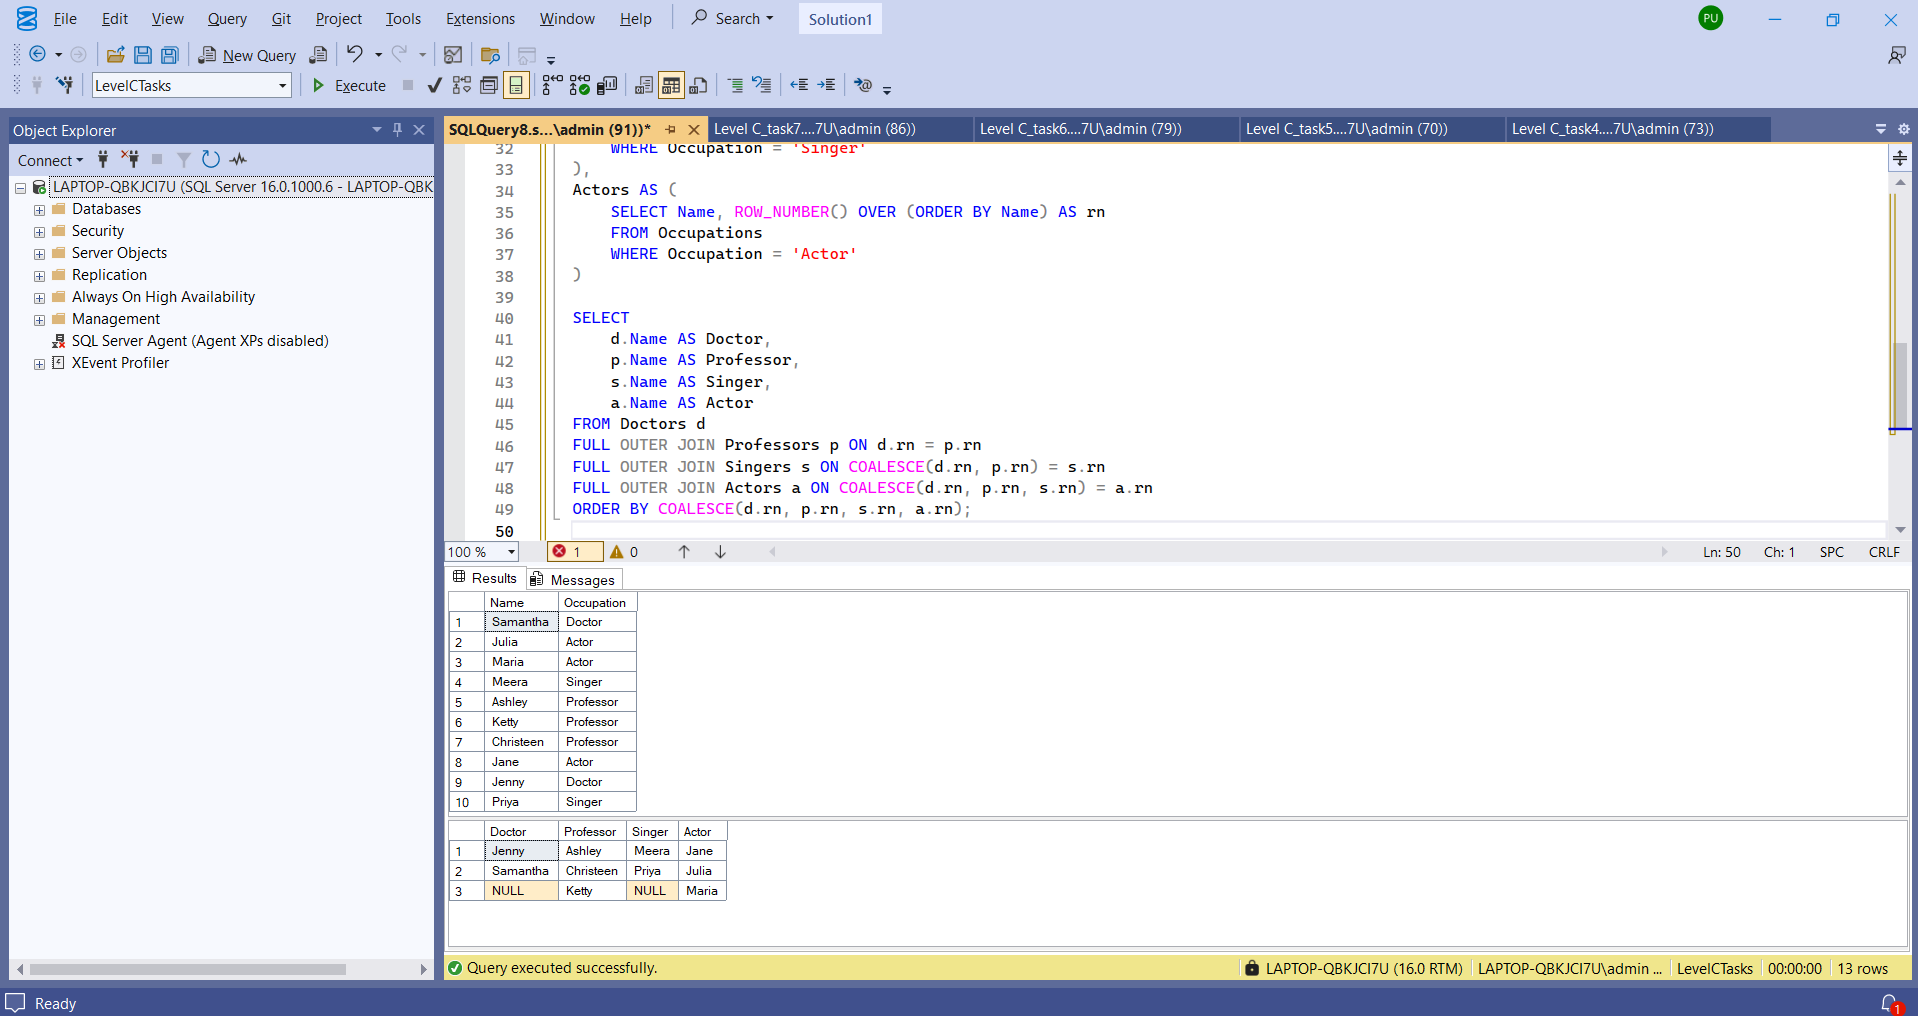 File Edit View Query Git Project Tools Extensions Window Help Search Solution1 PU
New Query
LevelCTasks Execute
Object Explorer
Connect
LAPTOP-QBKJCI7U (SQL Server 16.0.1000.6 - LAPTOP-QBK
Databases
Security
Server Objects
Replication
Always On High Availability
Management
SQL Server Agent (Agent XPs disabled)
XEvent Profiler
SQLQuery8.s...\admin (91))* Level C_task7....7U\admin (86)) Level C_task6....7U\admin (79)) Level C_task5....7U\admin (70)) Level C_task4....7U\admin (73))
32 WHERE Occupation = 'Singer'
33 ),
34 Actors AS (
35 SELECT Name, ROW_NUMBER() OVER (ORDER BY Name) AS rn
36 FROM Occupations
37 WHERE Occupation = 'Actor'
38 )
39
40 SELECT
41 d.Name AS Doctor,
42 p.Name AS Professor,
43 s.Name AS Singer,
44 a.Name AS Actor
45 FROM Doctors d
46 FULL OUTER JOIN Professors p ON d.rn = p.rn
47 FULL OUTER JOIN Singers s ON COALESCE(d.rn, p.rn) = s.rn
48 FULL OUTER JOIN Actors a ON COALESCE(d.rn, p.rn, s.rn) = a.rn
49 ORDER BY COALESCE(d.rn, p.rn, s.rn, a.rn);
50
100 % 1 0 Ln: 50 Ch: 1 SPC CRLF
Results Messages
Name Occupation
1 Samantha Doctor
2 Julia Actor
3 Maria Actor
4 Meera Singer
5 Ashley Professor
6 Ketty Professor
7 Christeen Professor
8 Jane Actor
9 Jenny Doctor
10 Priya Singer
Doctor Professor Singer Actor
1 Jenny Ashley Meera Jane
2 Samantha Christeen Priya Julia
3 NULL Ketty NULL Maria
Query executed successfully. LAPTOP-QBKJCI7U (16.0 RTM) LAPTOP-QBKJCI7U\admin ... LevelCTasks 00:00:00 13 rows
Ready 1